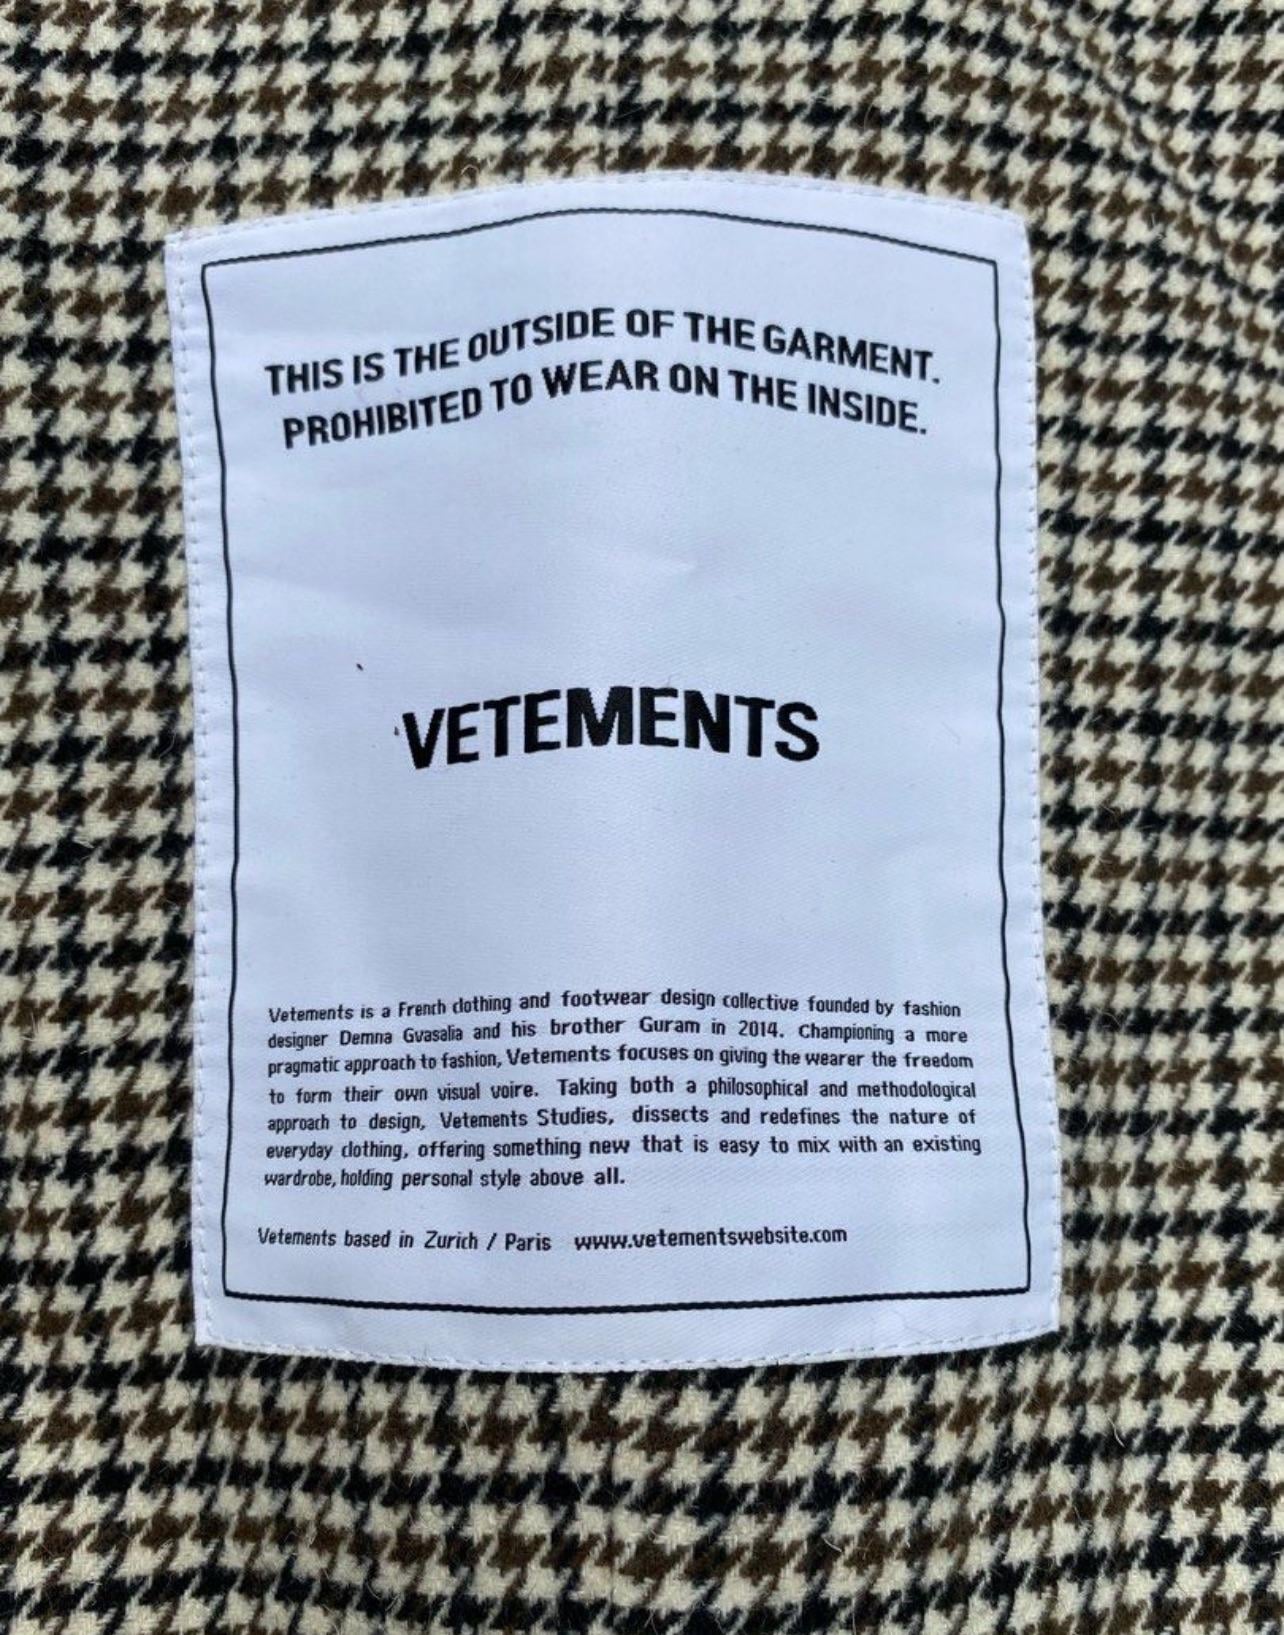 THIS IS THE OUTSIDE OF THE GARMENT.
PROHIBITED TO WEAR ON THE INSIDE.
VETEMENTS
Vetements is a French clothing and footwear design collective founded by fashion
designer Demna Gvasalia and his brother Guram in 2014. Championing a more
pragmatic approach to fashion, Vetements focuses on giving the wearer the freedom
to form their own visual voire. Taking both a philosophical and methodological
approach to design, Vetements Studies, dissects and redefines the nature of
everyday clothing, offering something new that is easy to mix with an existing
wardrobe, holding personal style above all.
Vetements based in Zurich / Paris www.vetementswebsite.com